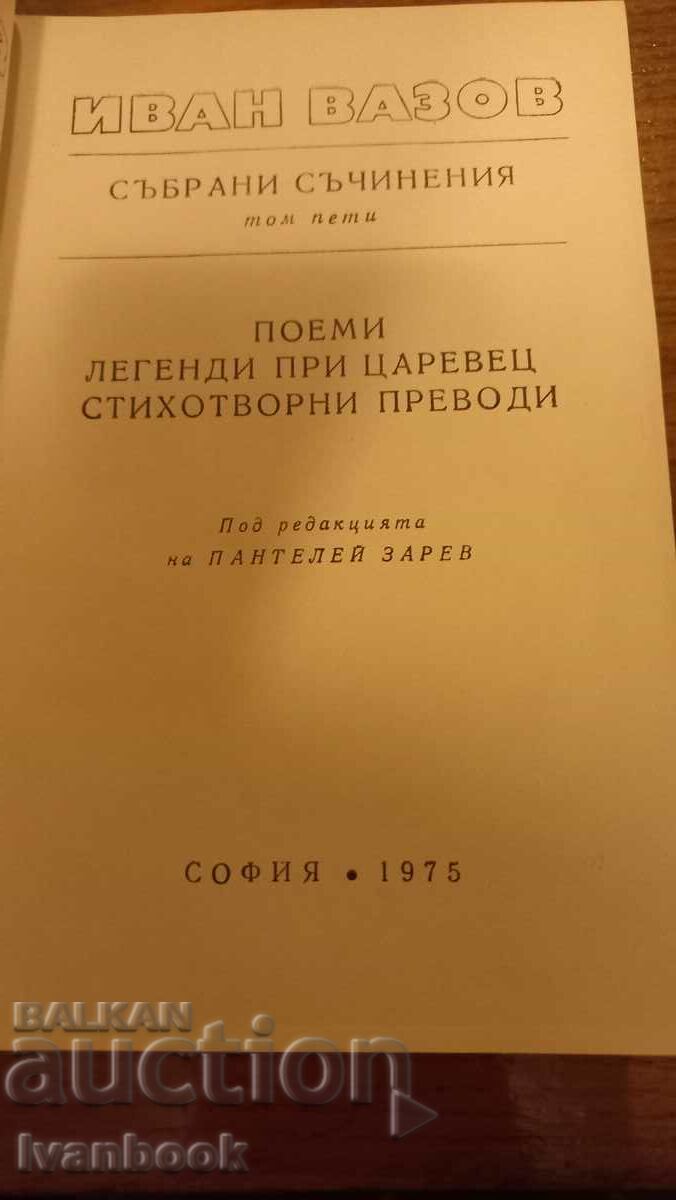 ИВАН ВАЗОВ
СЪБРАНИ СЪЧИНЕНИЯ
том пети
ПОЕМИ
ЛЕГЕНДИ ПРИ ЦАРЕВЕЦ
СТИХОТВОРНИ ПРЕВОДИ
Под редакцията
на ПАНТЕЛЕЙ ЗАРЕВ
СОФИЯ • 1975
BALKAN
auction
Ivanbook